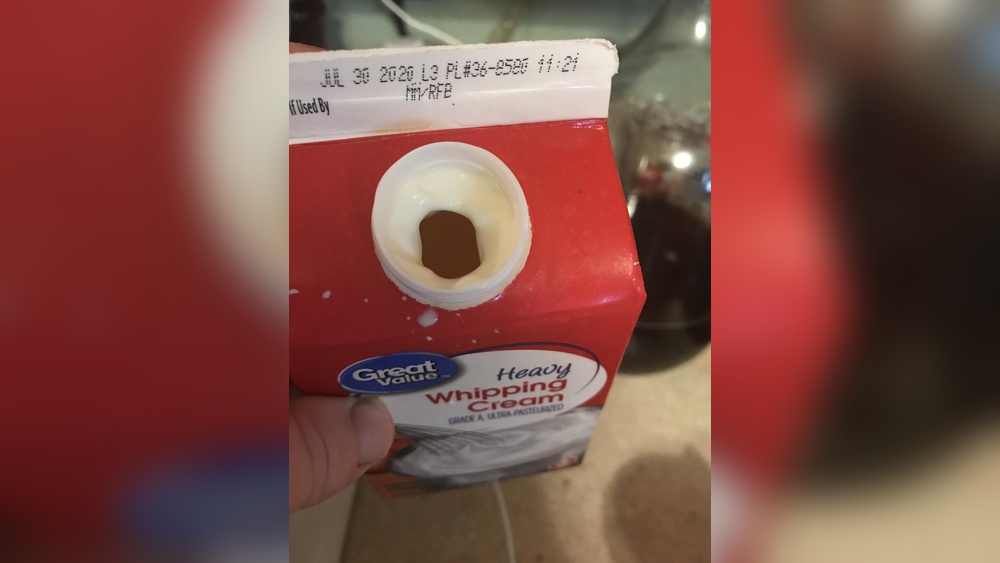 JUL 30 2020 L3 PL#36-8580 11:21
If Used By
MM/RFB
Great
Value
Heavy
Whipping
Cream
GRADE A, ULTRA-PASTEURIZED